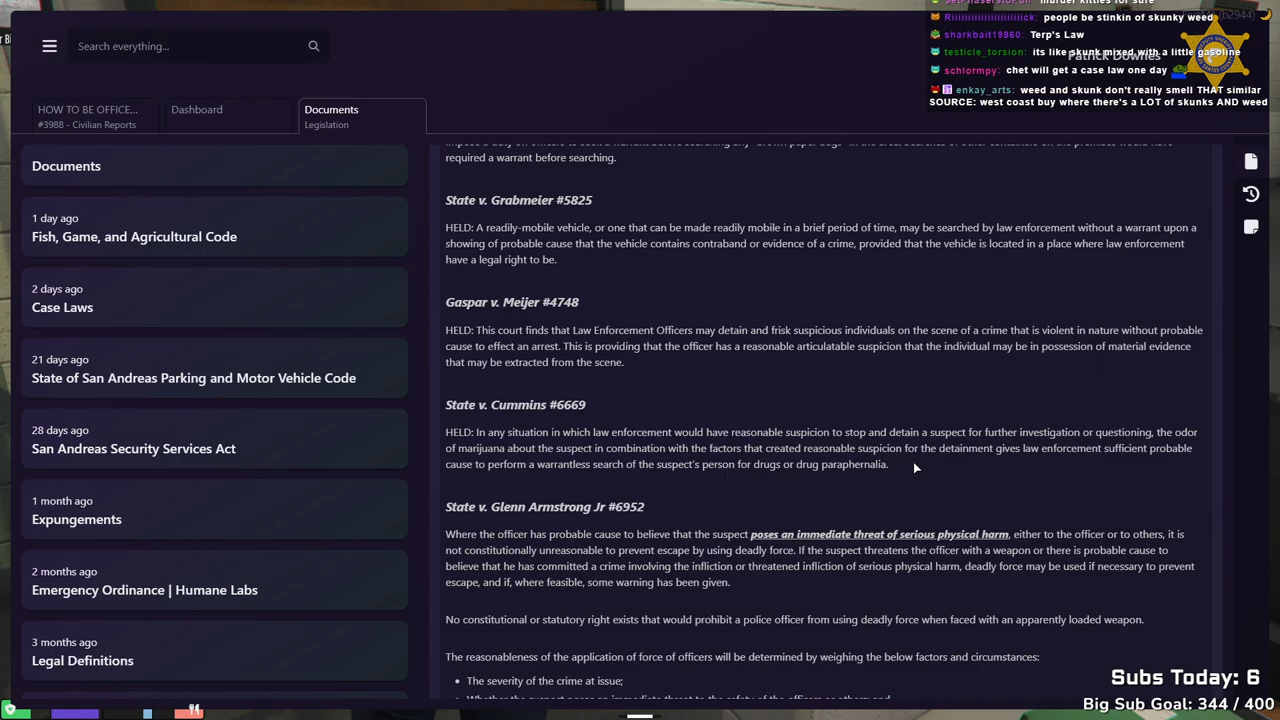 murder kitties for sure
Riiiiiiiiiiiiiiiiiiick: people be stinkin of skunky weed
sharkbait19860: Terp's Law
testicle_torsion: its like skunk mixed with a little gasoline
Patrick Downes
schlormpy: chet will get a case law one day
enkay_arts: weed and skunk don't really smell THAT similar
SOURCE: west coast buy where there's a LOT of skunks AND weed
Search everything...
HOW TO BE OFFICE...
#3988 - Civilian Reports
Dashboard
Documents
Legislation
Documents
1 day ago
Fish, Game, and Agricultural Code
2 days ago
Case Laws
21 days ago
State of San Andreas Parking and Motor Vehicle Code
28 days ago
San Andreas Security Services Act
1 month ago
Expungements
2 months ago
Emergency Ordinance | Humane Labs
3 months ago
Legal Definitions
required a warrant before searching.
State v. Grabmeier #5825
HELD: A readily-mobile vehicle, or one that can be made readily mobile in a brief period of time, may be searched by law enforcement without a warrant upon a
showing of probable cause that the vehicle contains contraband or evidence of a crime, provided that the vehicle is located in a place where law enforcement
have a legal right to be.
Gaspar v. Meijer #4748
HELD: This court finds that Law Enforcement Officers may detain and frisk suspicious individuals on the scene of a crime that is violent in nature without probable
cause to effect an arrest. This is providing that the officer has a reasonable articulatable suspicion that the individual may be in possession of material evidence
that may be extracted from the scene.
State v. Cummins #6669
HELD: In any situation in which law enforcement would have reasonable suspicion to stop and detain a suspect for further investigation or questioning, the odor
of marijuana about the suspect in combination with the factors that created reasonable suspicion for the detainment gives law enforcement sufficient probable
cause to perform a warrantless search of the suspect's person for drugs or drug paraphernalia.
State v. Glenn Armstrong Jr #6952
Where the officer has probable cause to believe that the suspect poses an immediate threat of serious physical harm, either to the officer or to others, it is
not constitutionally unreasonable to prevent escape by using deadly force. If the suspect threatens the officer with a weapon or there is probable cause to
believe that he has committed a crime involving the infliction or threatened infliction of serious physical harm, deadly force may be used if necessary to prevent
escape, and if, where feasible, some warning has been given.
No constitutional or statutory right exists that would prohibit a police officer from using deadly force when faced with an apparently loaded weapon.
The reasonableness of the application of force of officers will be determined by weighing the below factors and circumstances:
• The severity of the crime at issue;
Subs Today: 6
Big Sub Goal: 344 / 400